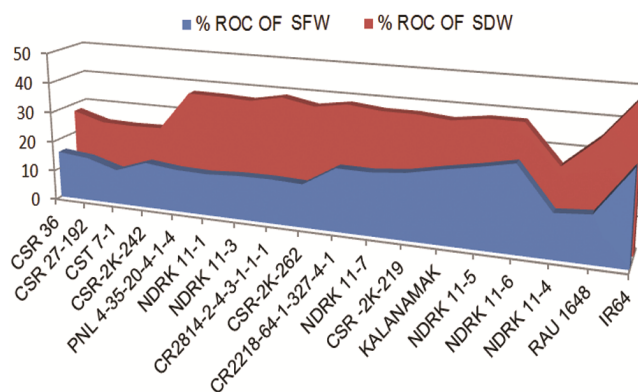 % ROC OF SFW % ROC OF SDW
50
40
30
20
10
0
CSR 36
CSR 27-192
CST 7-1
CSR-2K-242
PNL 4-35-20-4-1-4
NDRK 11-1
NDRK 11-3
CR2814-2-4-3-1-1-1
CSR-2K-262
CR2218-64-1-327-4-1
NDRK 11-7
CSR -2K-219
KALANAMAK
NDRK 11-5
NDRK 11-6
NDRK 11-4
RAU 1648
IR64